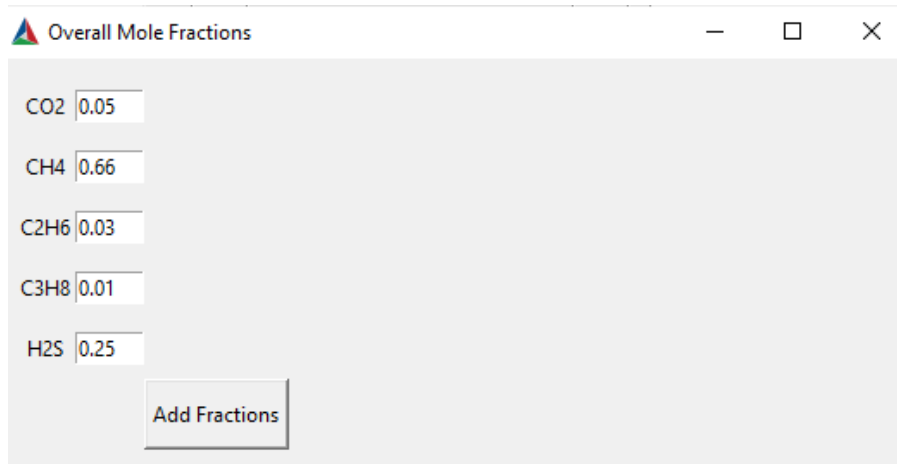 Overall Mole Fractions
CO2 0.05
CH4 0.66
C2H6 0.03
C3H8 0.01
H2S 0.25
Add Fractions